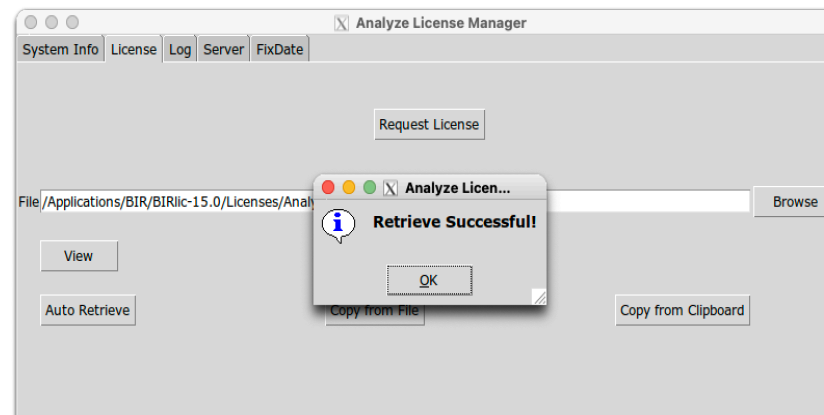 Analyze License Manager
System Info License Log Server FixDate
Request License
Analyze Licen...
File /Applications/BIR/BIRlic-15.0/Licenses/Analy
Browse
Retrieve Successful!
View
OK
Auto Retrieve
Copy from File
Copy from Clipboard